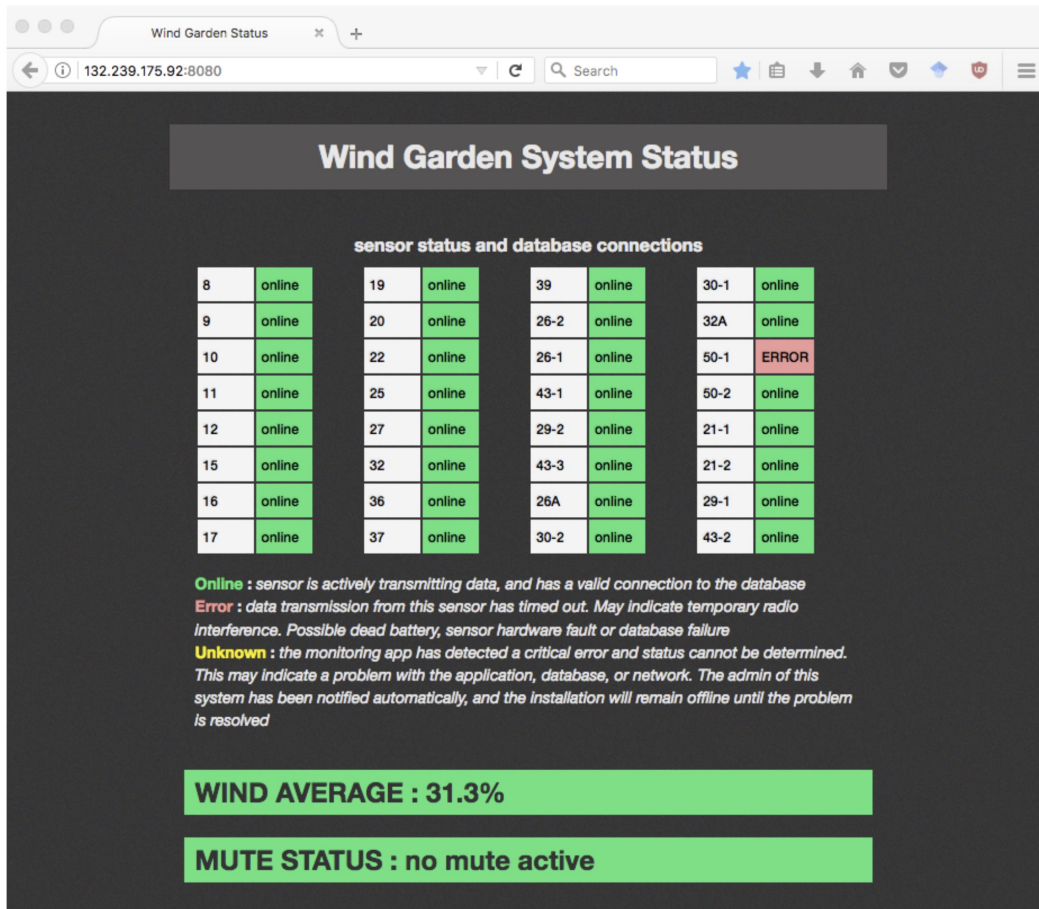 Wind Garden Status
132.239.175.92:8080
Search
Wind Garden System Status
sensor status and database connections
8 online 19 online 39 online 30-1 online
9 online 20 online 26-2 online 32A online
10 online 22 online 26-1 online 50-1 ERROR
11 online 25 online 43-1 online 50-2 online
12 online 27 online 29-2 online 21-1 online
15 online 32 online 43-3 online 21-2 online
16 online 36 online 26A online 29-1 online
17 online 37 online 30-2 online 43-2 online
Online : sensor is actively transmitting data, and has a valid connection to the database
Error : data transmission from this sensor has timed out. May indicate temporary radio
interference. Possible dead battery, sensor hardware fault or database failure
Unknown : the monitoring app has detected a critical error and status cannot be determined.
This may indicate a problem with the application, database, or network. The admin of this
system has been notified automatically, and the installation will remain offline until the problem
is resolved
WIND AVERAGE : 31.3%
MUTE STATUS : no mute active